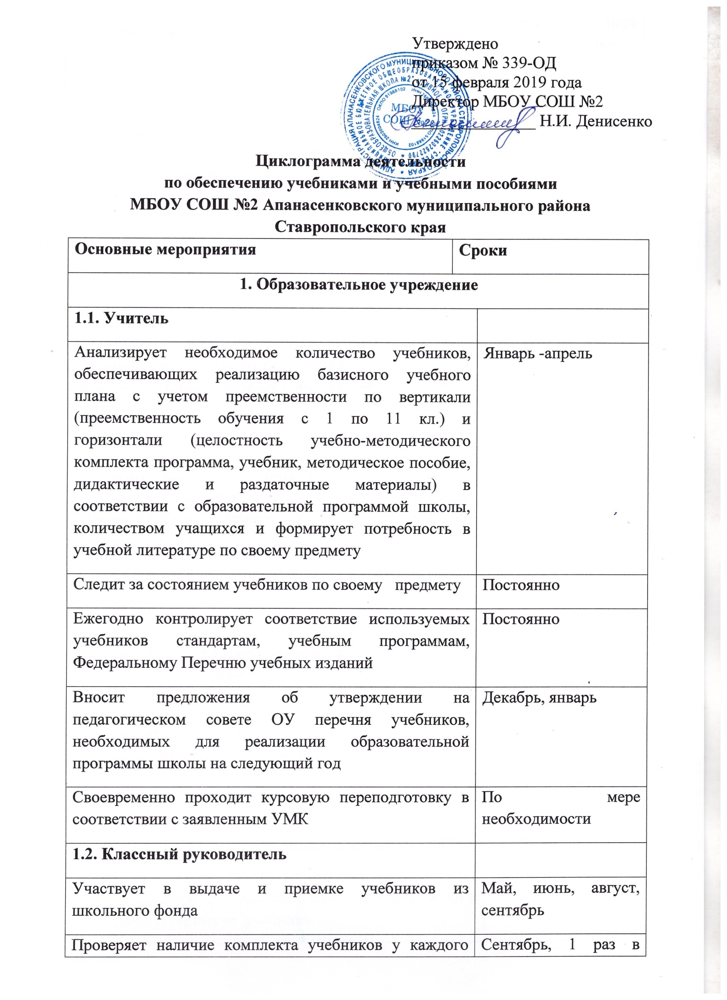 Утверждено
приказом № 339-ОД
от 15 февраля 2019 года
Директор МБОУ СОШ №2
Н.И. Денисенко
МБОУ
СОШ №2
Циклограмма деятельности
по обеспечению учебниками и учебными пособиями
МБОУ СОШ №2 Апанасенковского муниципального района
Ставропольского края
Основные мероприятия Сроки
1. Образовательное учреждение
1.1. Учитель
Анализирует необходимое количество учебников, Январь -апрель
обеспечивающих реализацию базисного учебного
плана с учетом преемственности по вертикали
(преемственность обучения с 1 по 11 кл.) и
горизонтали (целостность учебно-методического
комплекта программа, учебник, методическое пособие,
дидактические и раздаточные материалы) в
соответствии с образовательной программой школы,
количеством учащихся и формирует потребность в
учебной литературе по своему предмету
Следит за состоянием учебников по своему предмету Постоянно
Ежегодно контролирует соответствие используемых Постоянно
учебников стандартам, учебным программам,
Федеральному Перечню учебных изданий
Вносит предложения об утверждении на Декабрь, январь
педагогическом совете ОУ перечня учебников,
необходимых для реализации образовательной
программы школы на следующий год
Своевременно проходит курсовую переподготовку в По мере
соответствии с заявленным УМК необходимости
1.2. Классный руководитель
Участвует в выдаче и приемке учебников из Май, июнь, август,
школьного фонда сентябрь
Проверяет наличие комплекта учебников у каждого Сентябрь, 1 раз в